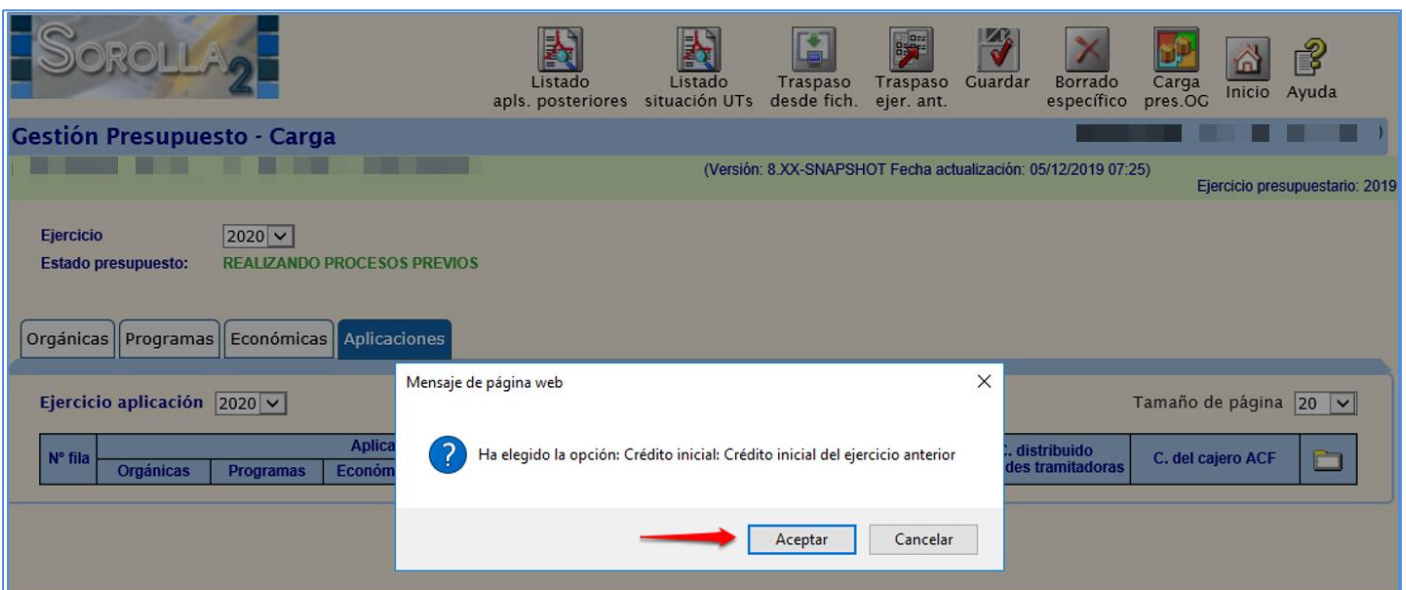 SOROLLA2
Listado
apls. posteriores
Listado
situación UTs
Traspaso
desde fich.
Traspaso
ejer. ant.
Guardar
Borrado
específico
Carga
pres.OG
Inicio
Ayuda
Gestión Presupuesto - Carga
)
(Versión: 8.XX-SNAPSHOT Fecha actualización: 05/12/2019 07:25)
Ejercicio presupuestario: 2019
Ejercicio 2020
Estado presupuesto: REALIZANDO PROCESOS PREVIOS
Orgánicas Programas Económicas Aplicaciones
Mensaje de página web
Ejercicio aplicación 2020
Tamaño de página 20
Ha elegido la opción: Crédito inicial: Crédito inicial del ejercicio anterior
Nº fila
Aplica
Orgánicas Programas Económ
. distribuido
des tramitadoras
C. del cajero ACF
Aceptar Cancelar